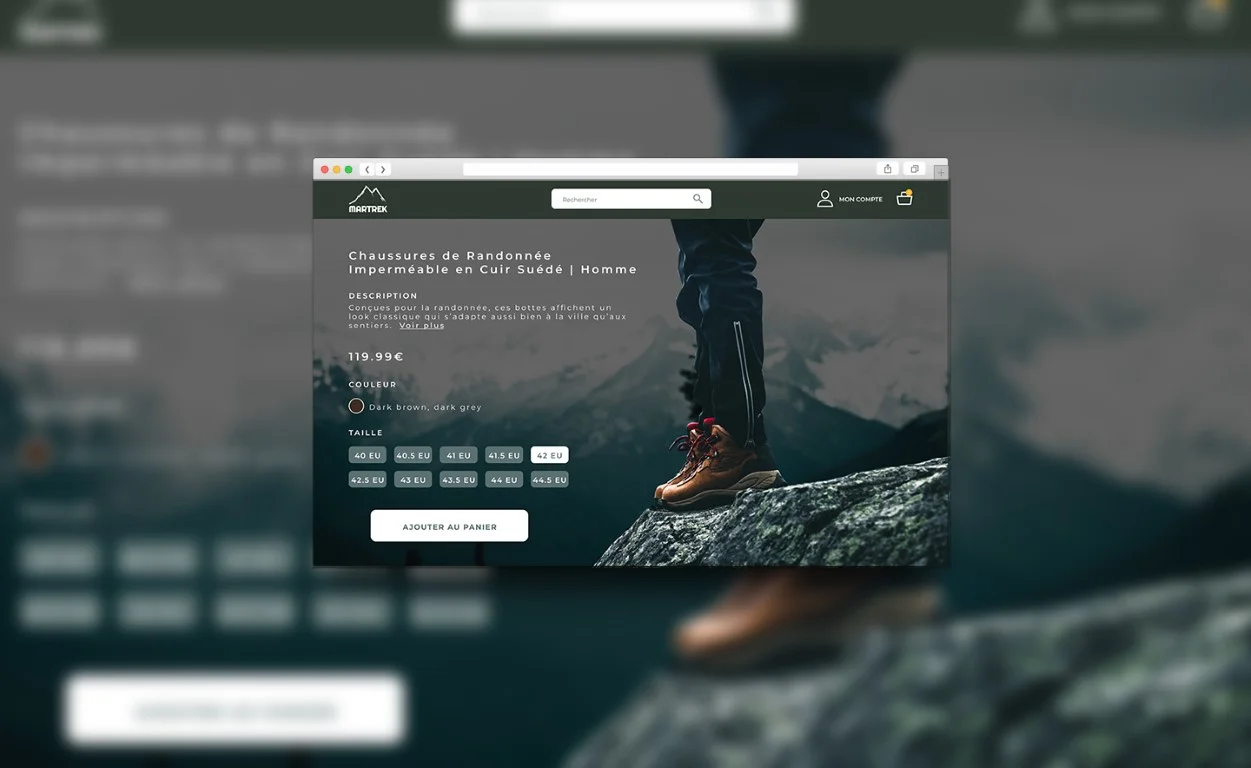 MARTREK
Rechercher
MON COMPTE
Chaussures de Randonnée
Imperméable en Cuir Suédé | Homme
DESCRIPTION
Conçues pour la randonnée, ces bottes affichent un
look classique qui s'adapte aussi bien à la ville qu'aux
sentiers. Voir plus
119.99€
COULEUR
Dark brown, dark grey
TAILLE
40 EU 40.5 EU 41 EU 41.5 EU 42 EU
42.5 EU 43 EU 43.5 EU 44 EU 44.5 EU
AJOUTER AU PANIER